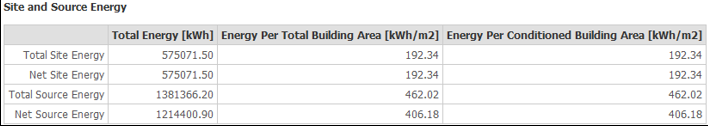 Site and Source Energy
Total Energy [kWh] Energy Per Total Building Area [kWh/m2] Energy Per Conditioned Building Area [kWh/m2]
Total Site Energy 575071.50 192.34 192.34
Net Site Energy 575071.50 192.34 192.34
Total Source Energy 1381366.20 462.02 462.02
Net Source Energy 1214400.90 406.18 406.18